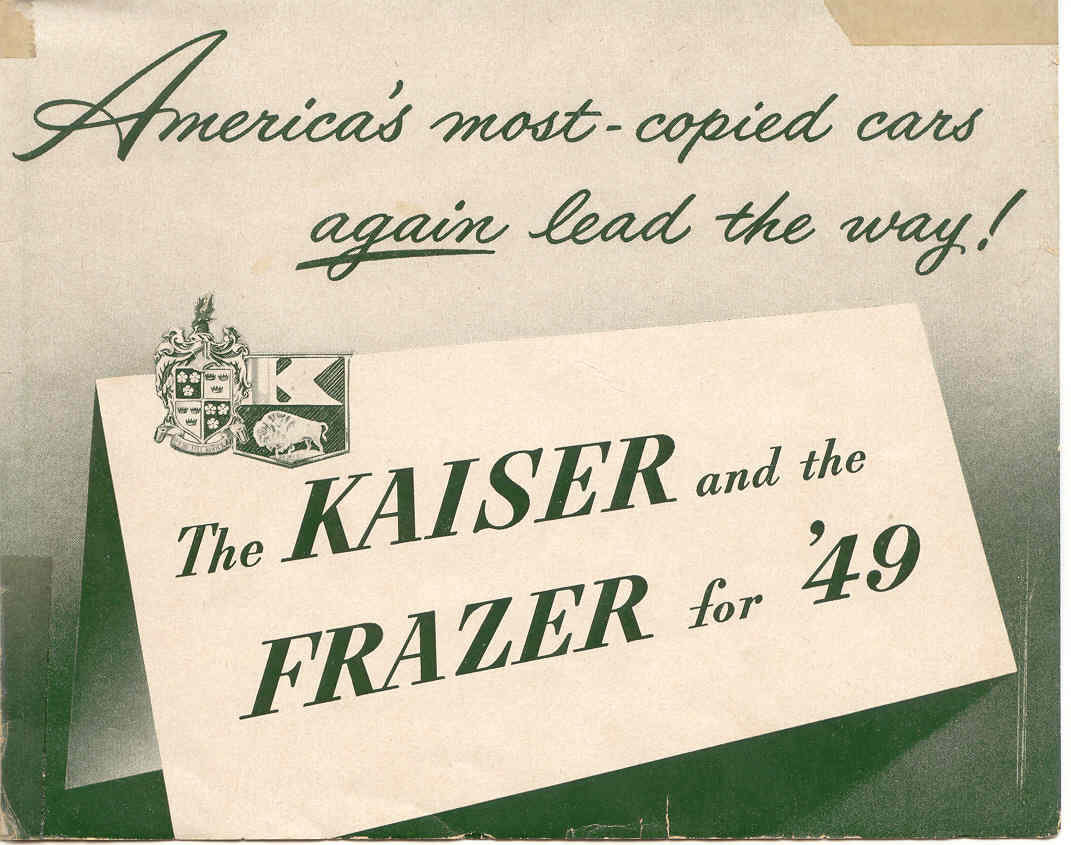 America's most-copied cars
again lead the way!
K
The KAISER and the
FRAZER for '49